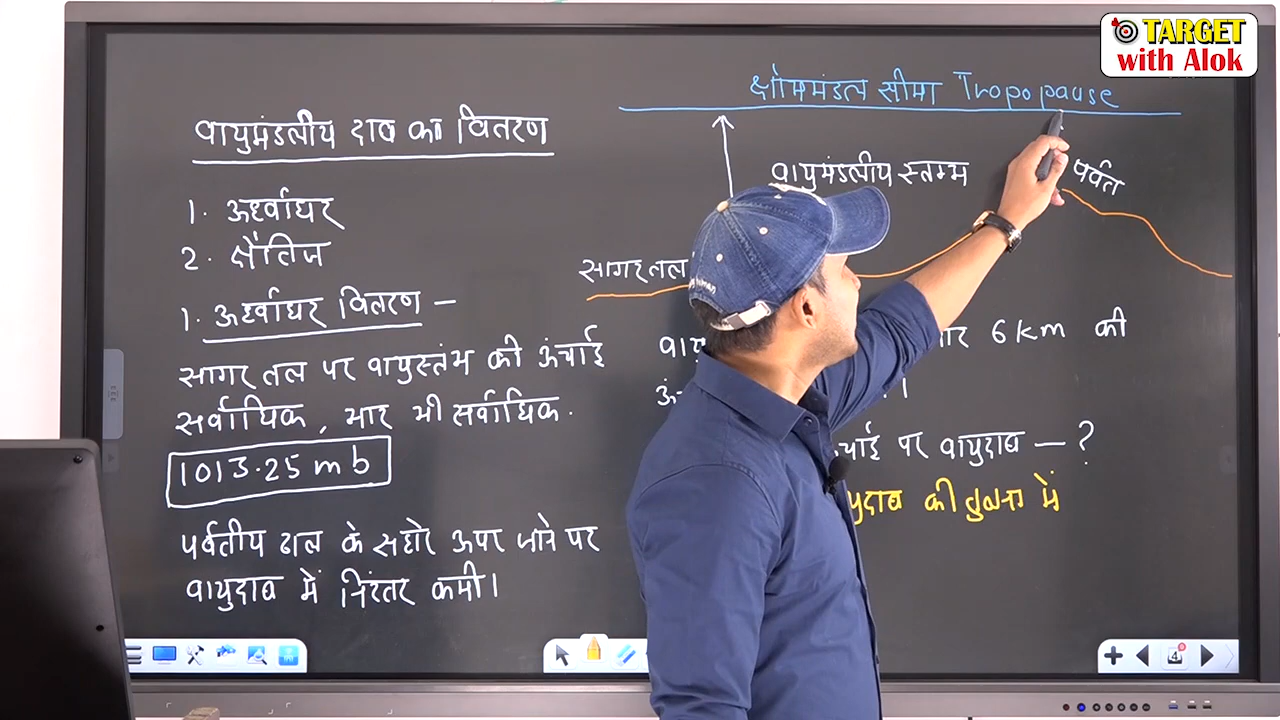 TARGET
with Alok
क्षोभमंडल सीमा Tropopause
वायुमंडलीय दाब का वितरण
वायुमंडलीय स्तम्भ
पर्वत
1. ऊर्ध्वाधर
2. क्षैतिज
सागर तल
1. ऊर्ध्वाधर वितरण –
सागर तल पर वायुस्तंभ की ऊंचाई
सर्वाधिक, भार भी सर्वाधिक.
1013.25 mb
पर्वतीय ढाल के सहारे ऊपर जाने पर
वायुदाब में निरंतर कमी।
6 km की
पर वायुदाब — ?
की तुलना में
4